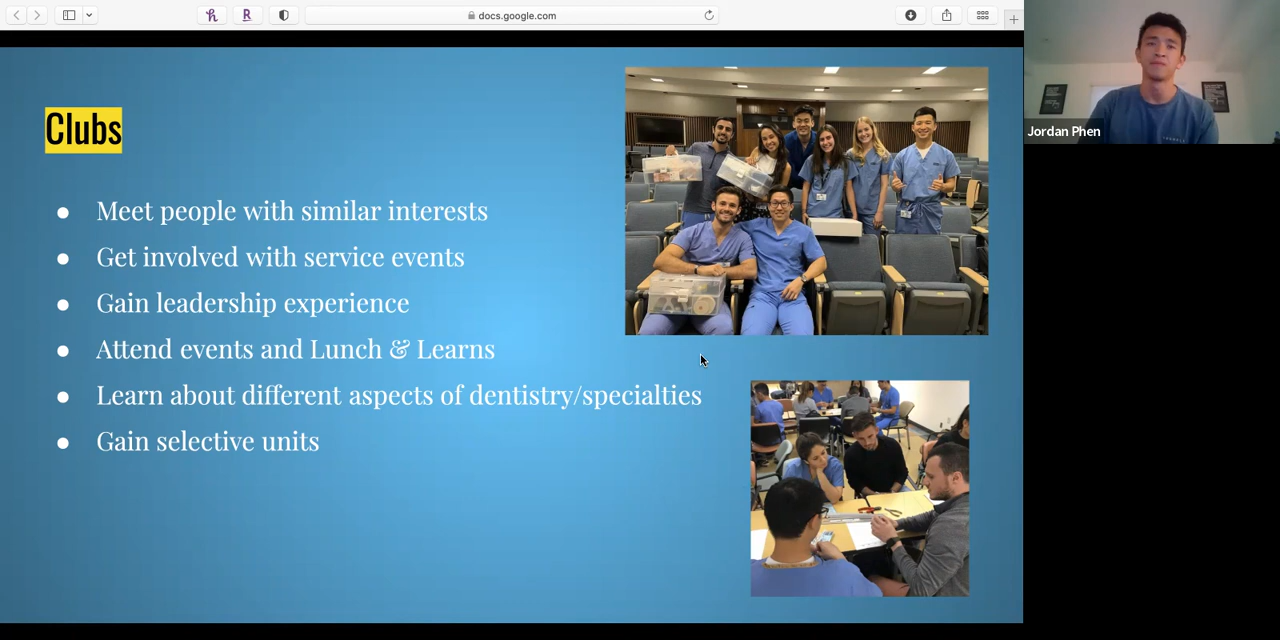 docs.google.com
Clubs
Meet people with similar interests
Get involved with service events
Gain leadership experience
Attend events and Lunch & Learns
Learn about different aspects of dentistry/specialties
Gain selective units
Jordan Phen